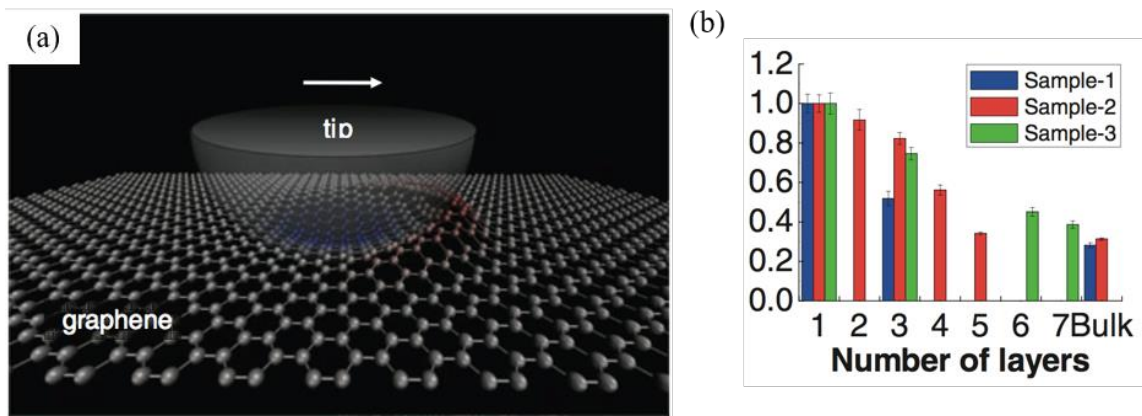 (a)
tip
graphene
(b)
1.2
1.0
0.8
0.6
0.4
0.2
0.0
Sample-1
Sample-2
Sample-3
1 2 3 4 5 6 7Bulk
Number of layers